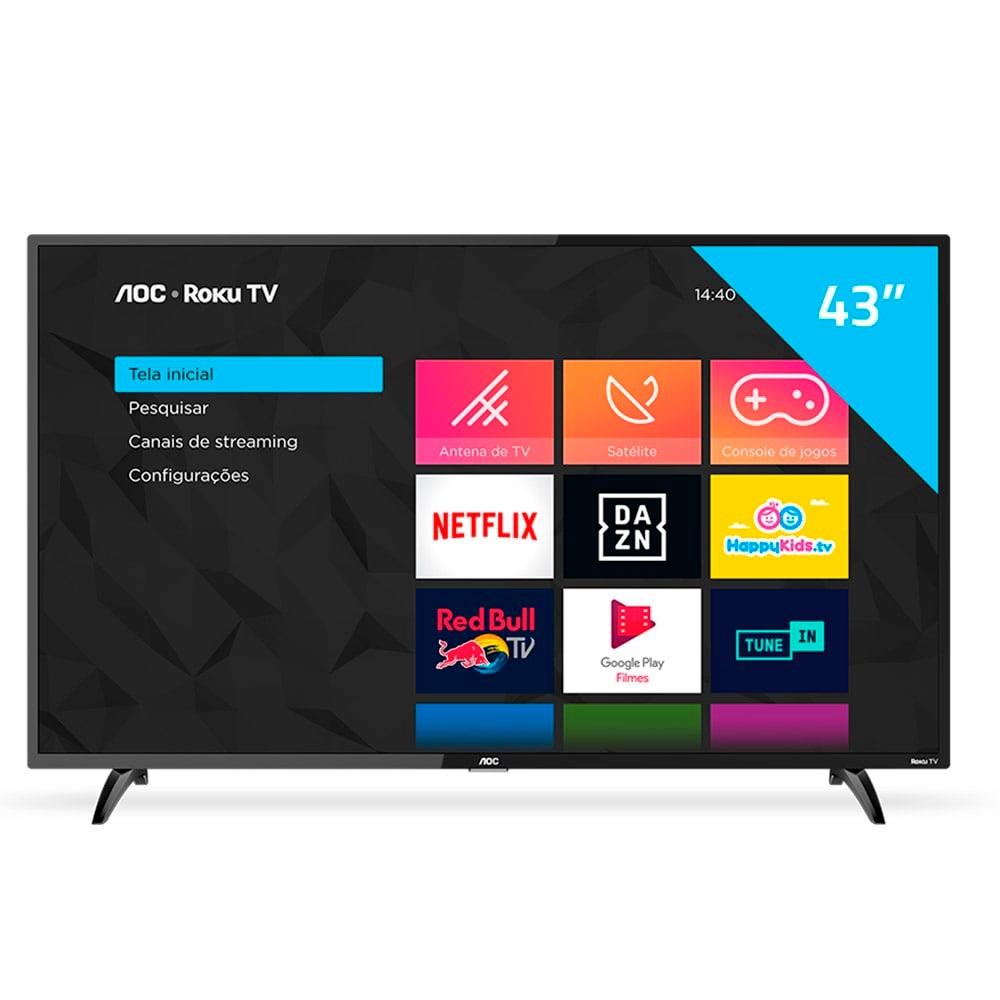 AOC • Roku TV
14:40
43"
Tela inicial
Pesquisar
Canais de streaming
Configurações
Antena de TV
Satélite
Console de jogos
NETFLIX
DA
ZN
HappyKids.tv
Red Bull
TV
Google Play
Filmes
TUNE IN
AOC
Roku TV